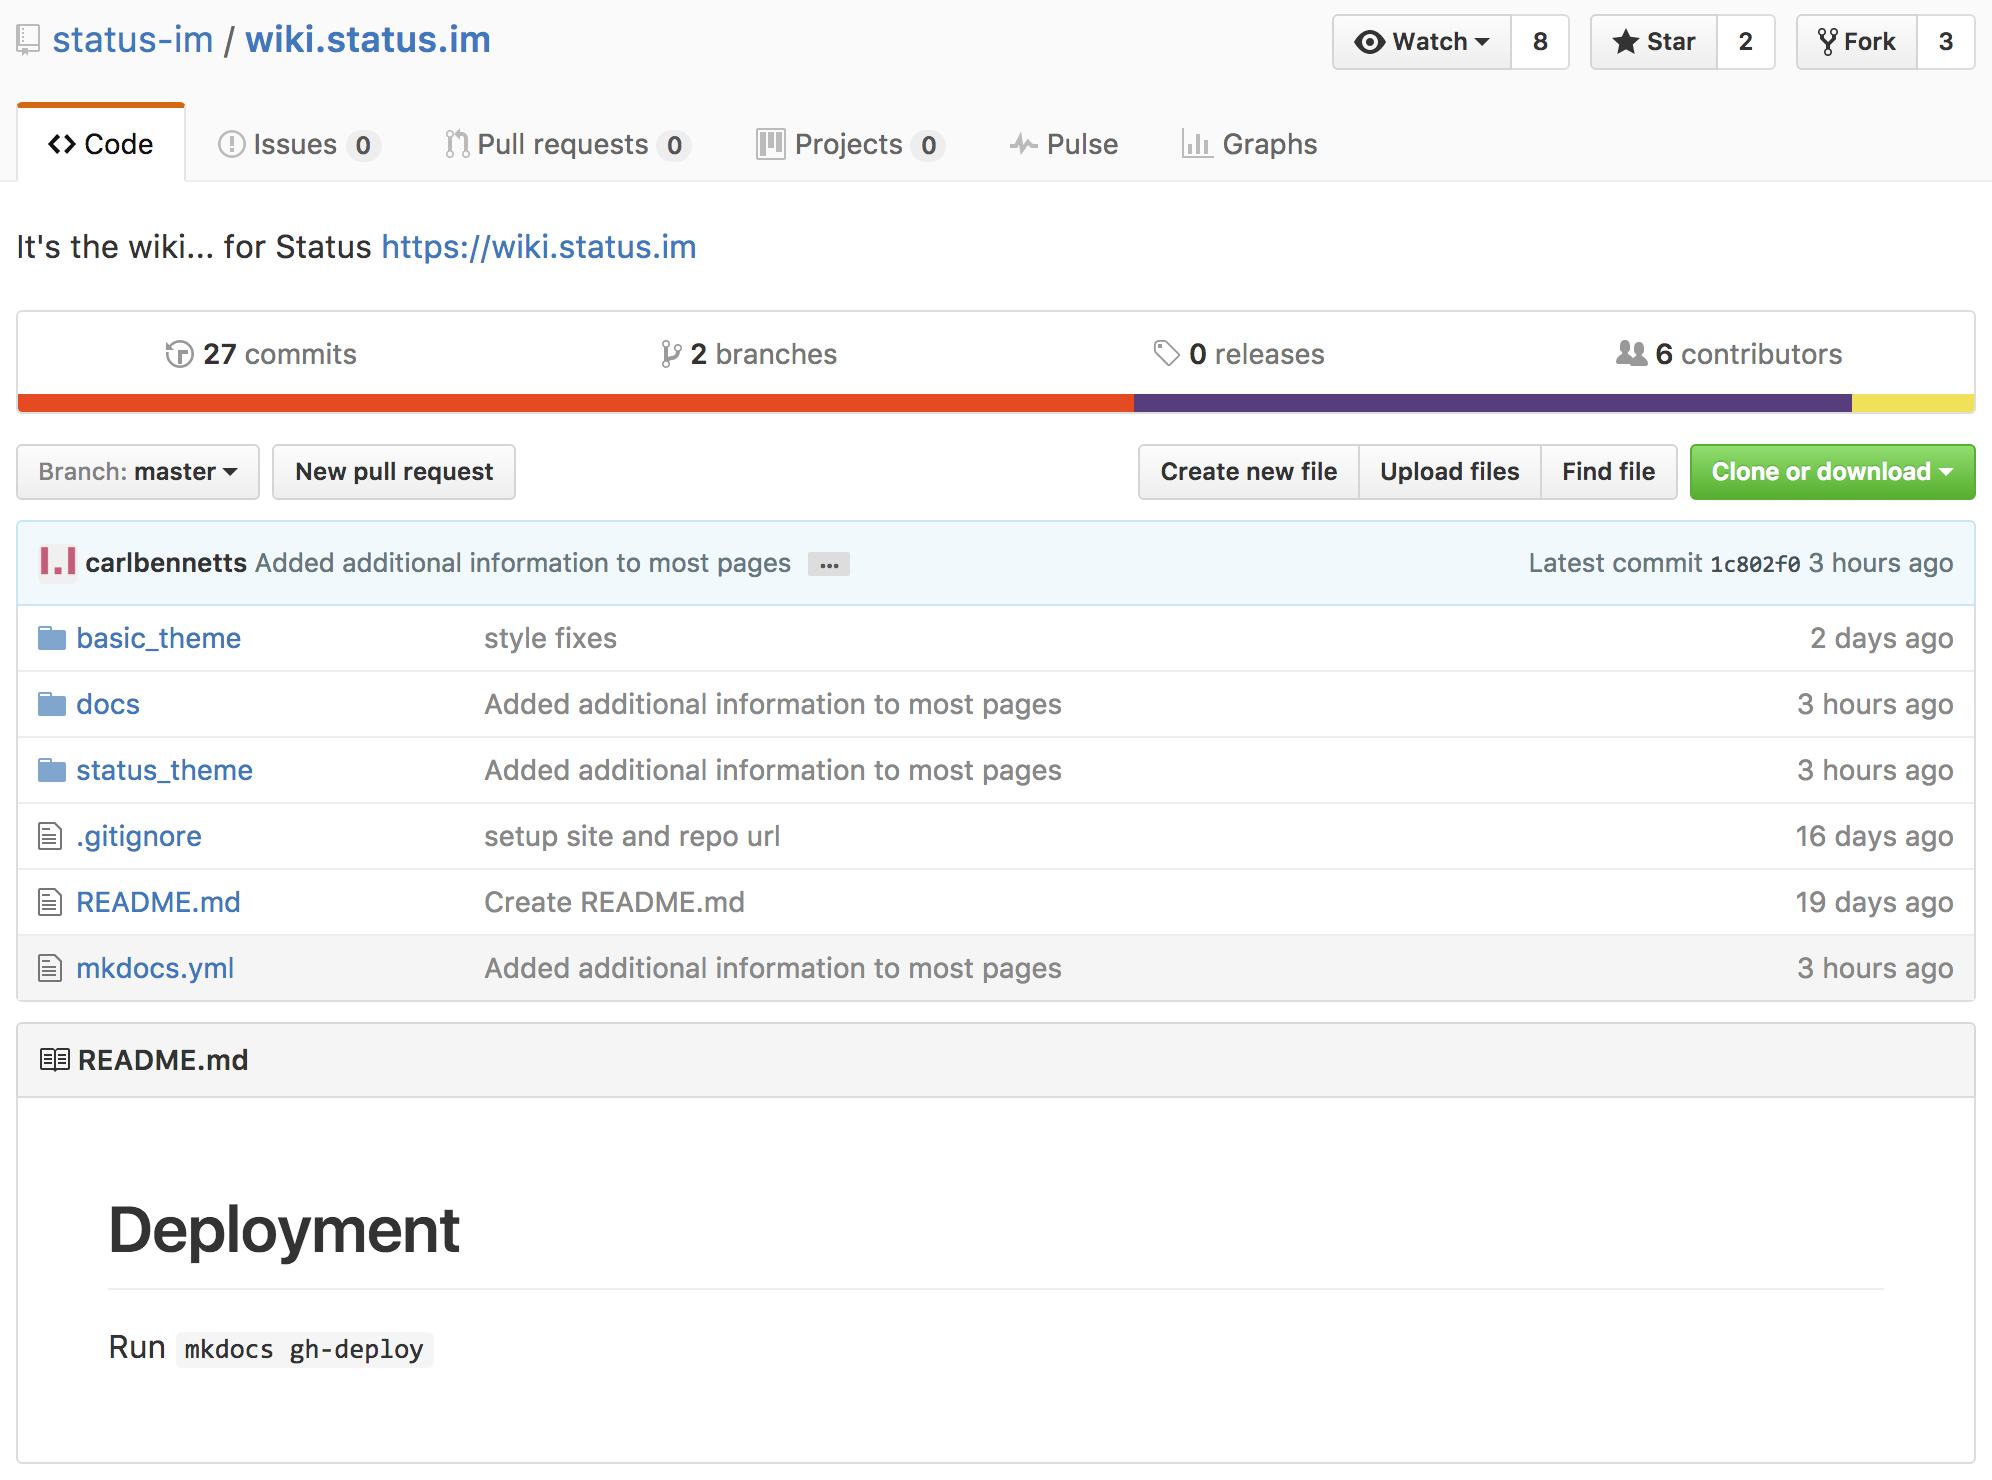 status-im / wiki.status.im
Watch 8 Star 2 Fork 3
Code Issues 0 Pull requests 0 Projects 0 Pulse Graphs
It's the wiki... for Status https://wiki.status.im
27 commits 2 branches 0 releases 6 contributors
Branch: master New pull request Create new file Upload files Find file Clone or download
carlbennetts Added additional information to most pages ... Latest commit 1c802f0 3 hours ago
basic_theme style fixes 2 days ago
docs Added additional information to most pages 3 hours ago
status_theme Added additional information to most pages 3 hours ago
.gitignore setup site and repo url 16 days ago
README.md Create README.md 19 days ago
mkdocs.yml Added additional information to most pages 3 hours ago
README.md
Deployment
Run mkdocs gh-deploy